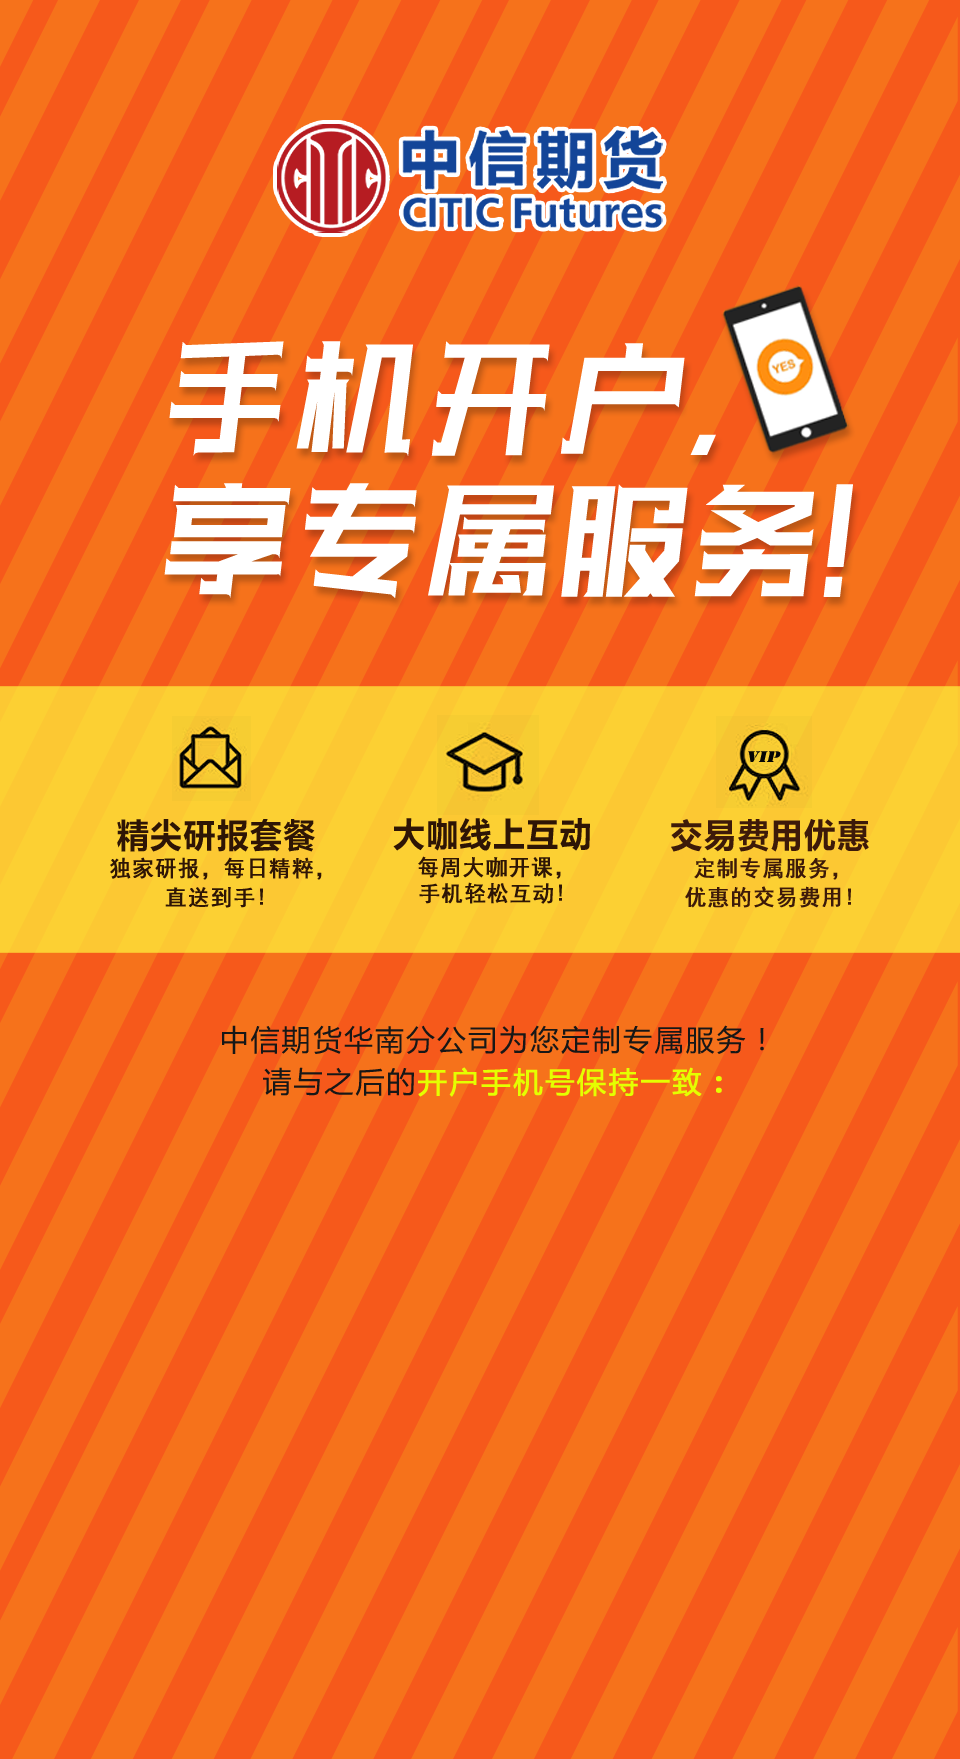 中信期货
CITIC Futures
手机开户,
YES
享专属服务!
VIP
精尖研报套餐
独家研报，每日精粹，
直送到手!
大咖线上互动
每周大咖开课，
手机轻松互动!
交易费用优惠
定制专属服务，
优惠的交易费用!
中信期货华南分公司为您定制专属服务！
请与之后的开户手机号保持一致：